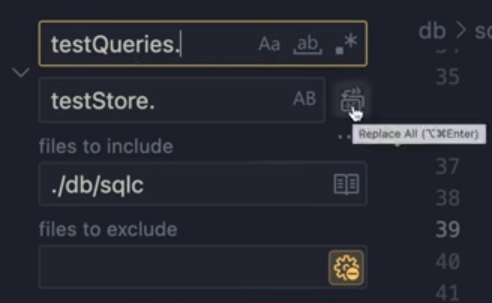 testQueries.
Aa ab *
db > sc
35
testStore.
AB
Replace All (⌥⌘Enter)
files to include
37
./db/sqlc
38
files to exclude
39
40
41